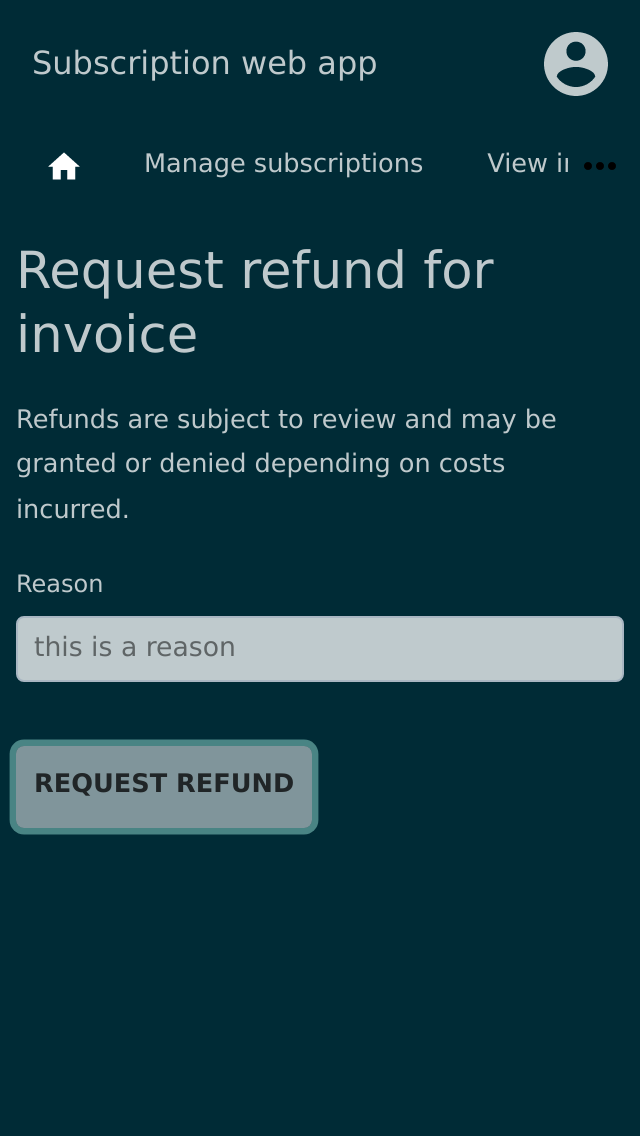 Subscription web app
Manage subscriptions View
Request refund for
invoice
Refunds are subject to review and may be
granted or denied depending on costs
incurred.
Reason
this is a reason
REQUEST REFUND